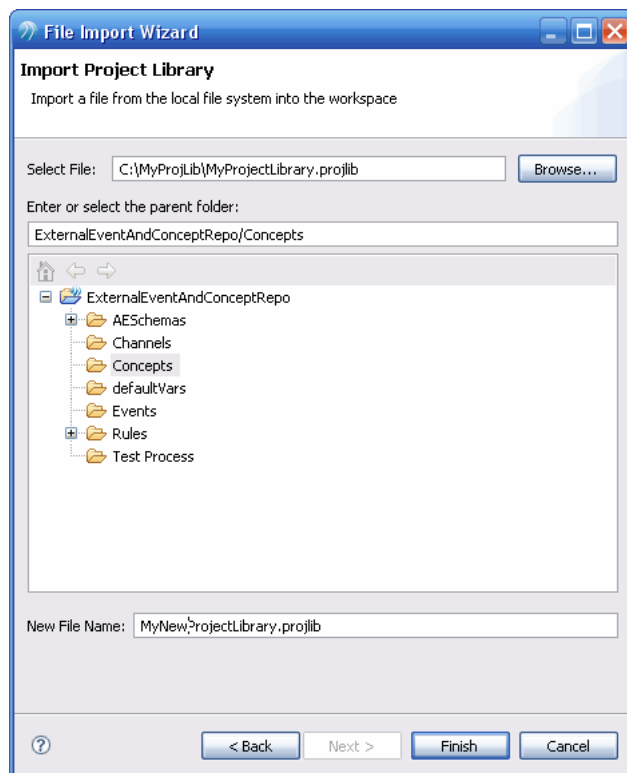 File Import Wizard
Import Project Library
Import a file from the local file system into the workspace
Select File: C:\MyProjLib\MyProjectLibrary.projlib Browse...
Enter or select the parent folder:
ExternalEventAndConceptRepo/Concepts
ExternalEventAndConceptRepo
AESchemas
Channels
Concepts
defaultVars
Events
Rules
Test Process
New File Name: MyNewProjectLibrary.projlib
< Back Next > Finish Cancel